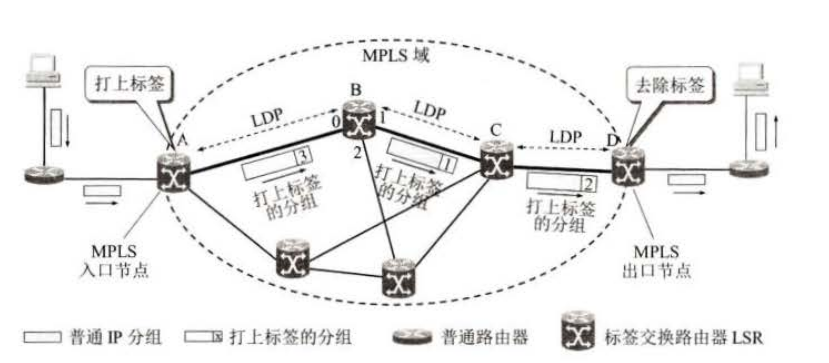 MPLS 域
打上标签
去除标签
A
LDP
B
0
1
2
LDP
C
LDP
D
3
打上标签
的分组
1
打上标签
的分组
2
打上标签
的分组
MPLS
入口节点
MPLS
出口节点
普通 IP 分组
x 打上标签的分组
普通路由器
标签交换路由器 LSR